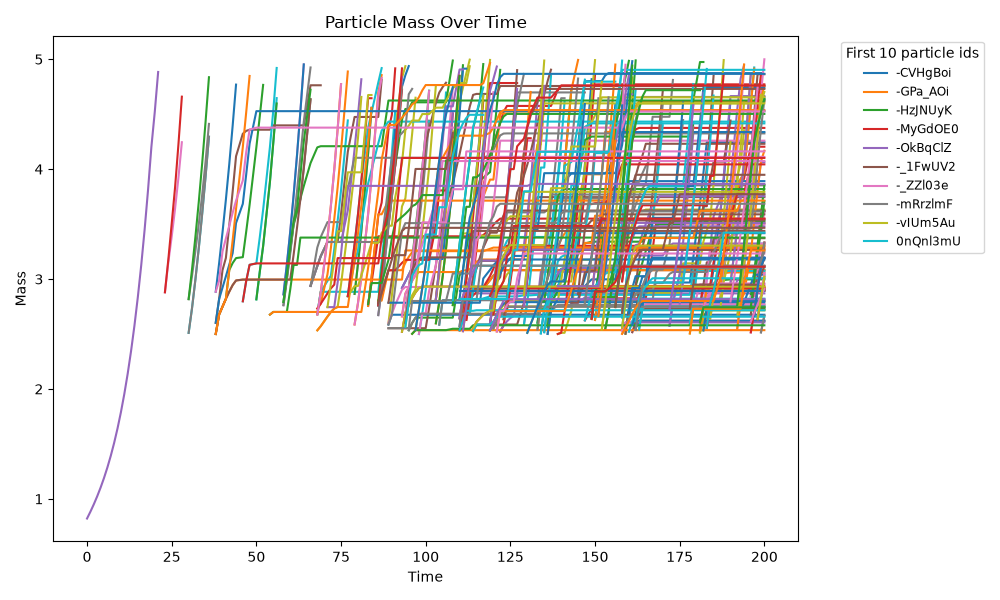 Particle Mass Over Time
First 10 particle ids
-CVHgBoi
-GPa_AOi
-HzJNUyK
-MyGdOE0
-OkBqClZ
-_1FwUV2
-_ZZl03e
-mRrzlmF
-vIUm5Au
0nQnl3mU
Mass
5
4
3
2
1
0 25 50 75 100 125 150 175 200
Time